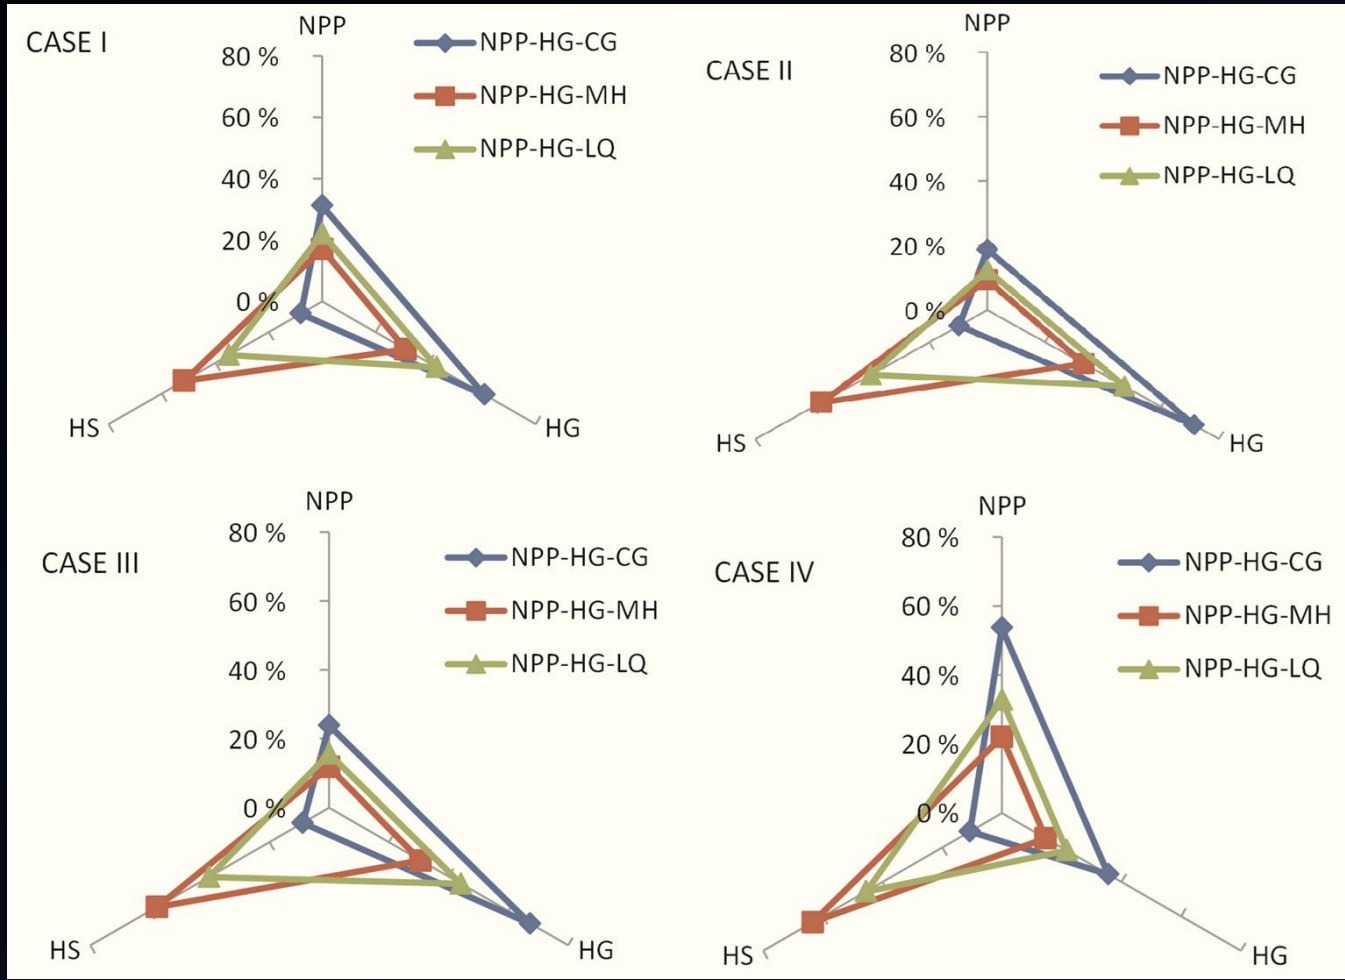 CASE I
NPP
80 %
60 %
40 %
20 %
0 %
HS
HG
NPP-HG-CG
NPP-HG-MH
NPP-HG-LQ
CASE II
NPP
80 %
60 %
40 %
20 %
0 %
HS
HG
NPP-HG-CG
NPP-HG-MH
NPP-HG-LQ
CASE III
NPP
80 %
60 %
40 %
20 %
0 %
HS
HG
NPP-HG-CG
NPP-HG-MH
NPP-HG-LQ
CASE IV
NPP
80 %
60 %
40 %
20 %
0 %
HS
HG
NPP-HG-CG
NPP-HG-MH
NPP-HG-LQ